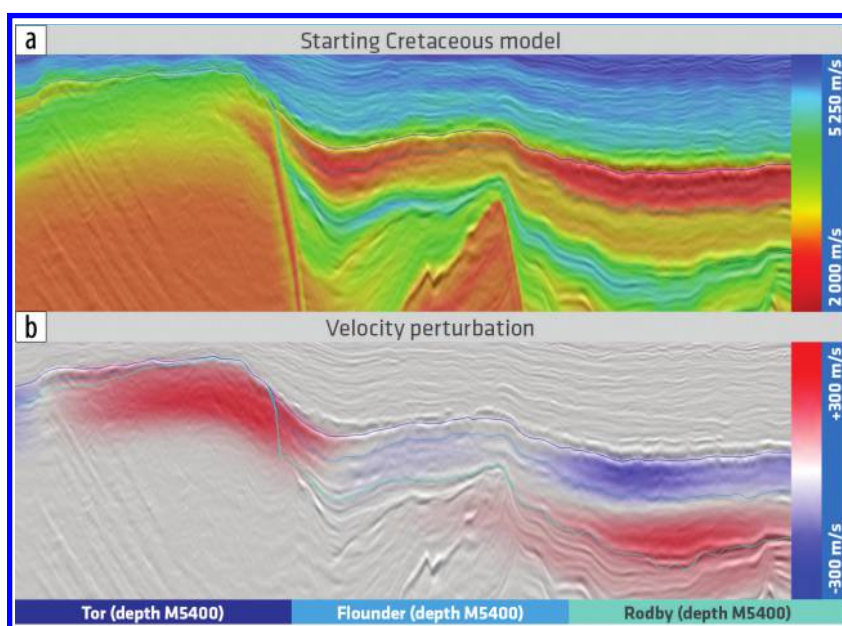 a
Starting Cretaceous model
5 250 m/s
2 000 m/s
b
Velocity perturbation
+300 m/s
-300 m/s
Tor (depth M5400)
Flounder (depth M5400)
Rodby (depth M5400)